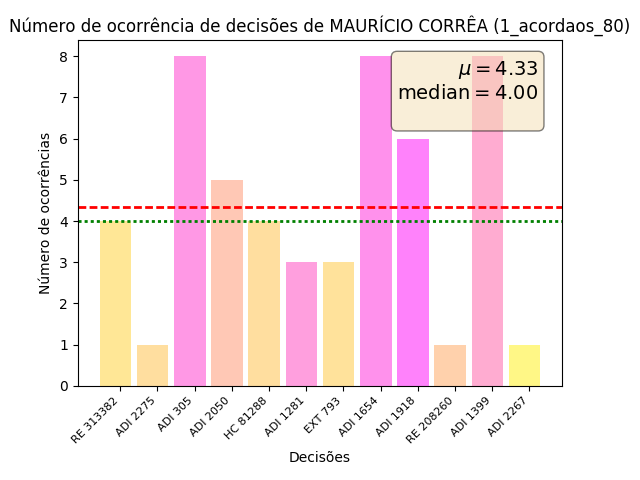 Número de ocorrência de decisões de MAURÍCIO CORRÊA (1_acordaos_80)
μ = 4.33
median = 4.00
Número de ocorrências
8
7
6
5
4
3
2
1
0
RE 313382
ADI 2275
ADI 305
ADI 2050
HC 81288
ADI 1281
EXT 793
ADI 1654
ADI 1918
RE 208260
ADI 1399
ADI 2267
Decisões